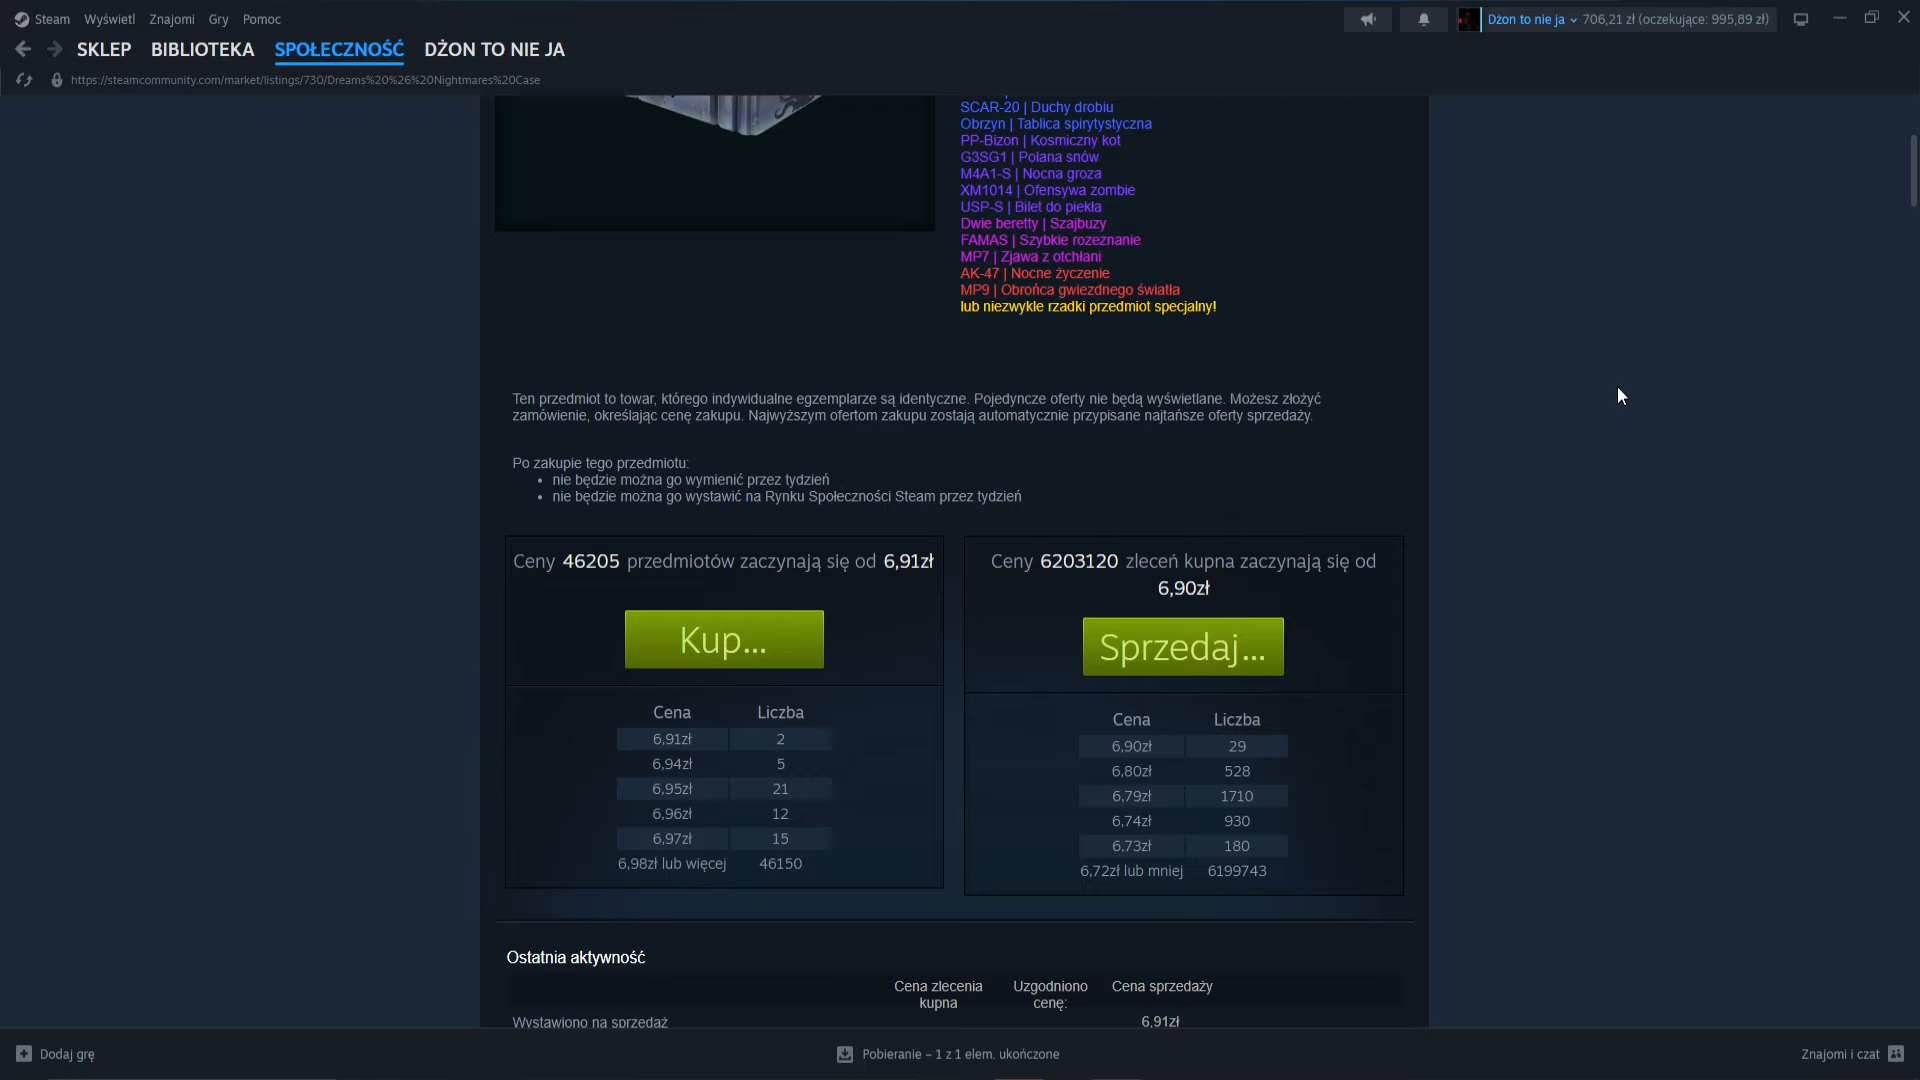 Steam Wyświetl Znajomi Gry Pomoc
Dżon to nie ja 706,21 zł (oczekujące: 995,89 zł)
SKLEP BIBLIOTEKA SPOŁECZNOŚĆ DŻON TO NIE JA
https://steamcommunity.com/market/listings/730/Dreams%20%26%20Nightmares%20Case
SCAR-20 | Duchy drobiu
Obrzyn | Tablica spirytystyczna
PP-Bizon | Kosmiczny kot
G3SG1 | Polana snów
M4A1-S | Nocna groza
XM1014 | Ofensywa zombie
USP-S | Bilet do piekła
Dwie beretty | Szajbuzy
FAMAS | Szybkie rozeznanie
MP7 | Zjawa z otchłani
AK-47 | Nocne życzenie
MP9 | Obrońca gwiezdnego światła
lub niezwykle rzadki przedmiot specjalny!
Ten przedmiot to towar, którego indywidualne egzemplarze są identyczne. Pojedyncze oferty nie będą wyświetlane. Możesz złożyć
zamówienie, określając cenę zakupu. Najwyższym ofertom zakupu zostają automatycznie przypisane najtańsze oferty sprzedaży.
Po zakupie tego przedmiotu:
• nie będzie można go wymienić przez tydzień
• nie będzie można go wystawić na Rynku Społeczności Steam przez tydzień
Ceny 46205 przedmiotów zaczynają się od 6,91zł
Kup...
Cena Liczba
6,91zł 2
6,94zł 5
6,95zł 21
6,96zł 12
6,97zł 15
6,98zł lub więcej 46150
Ceny 6203120 zleceń kupna zaczynają się od
6,90zł
Sprzedaj...
Cena Liczba
6,90zł 29
6,80zł 528
6,79zł 1710
6,74zł 930
6,73zł 180
6,72zł lub mniej 6199743
Ostatnia aktywność
Cena zlecenia
kupna
Uzgodniono
cenę:
Cena sprzedaży
Wystawiono na sprzedaż 6,91zł
Dodaj grę
Pobieranie – 1 z 1 elem. ukończone
Znajomi i czat